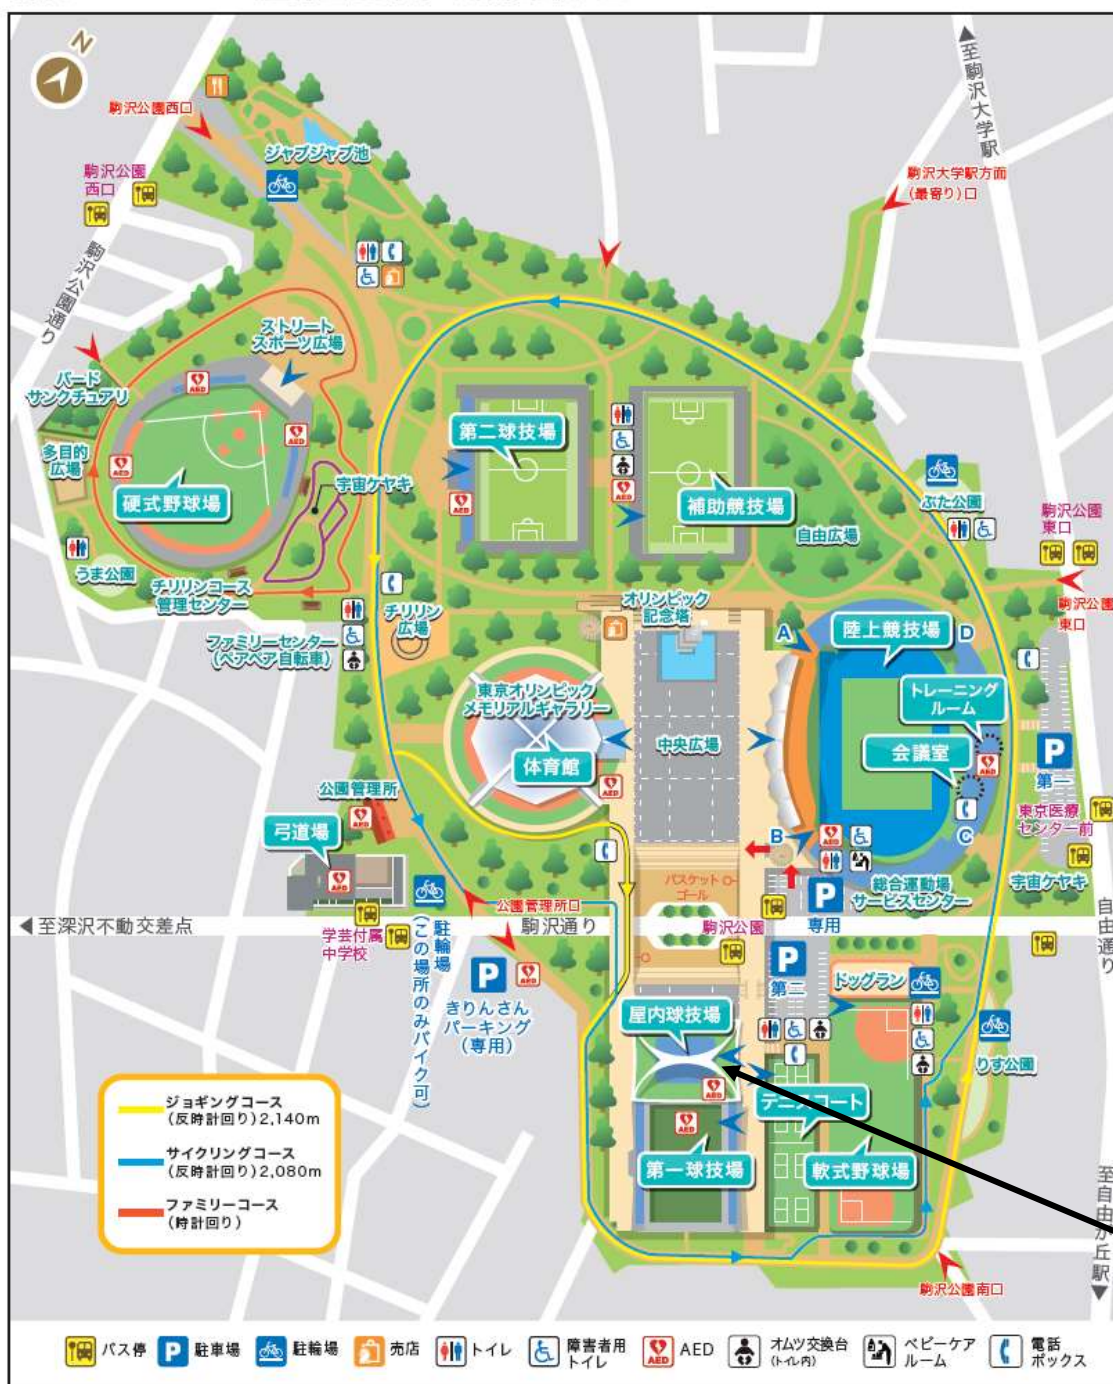 N
駒沢公園西口
ジャブジャブ池
駒沢公園
西口
駒沢公園通り
▲至駒沢大学駅
駒沢大学駅方面
(最寄り)口
ストリート
スポーツ広場
バード
サンクチュアリ
AED
AED
AED
多目的
広場
硬式野球場
宇宙ケヤキ
うま公園
チリリンコース
管理センター
第二球技場
AED
AED
補助競技場
自由広場
ぶた公園
駒沢公園
東口
駒沢公園
東口
チリリン
広場
ファミリーセンター
(ペアペア自転車)
オリンピック
記念塔
A
陸上競技場
D
トレーニング
ルーム
会議室
AED
C
B
AED
東京オリンピック
メモリアルギャラリー
体育館
AED
中央広場
P
第一
東京医療
センター前
宇宙ケヤキ
公園管理所
AED
弓道場
AED
バスケット
ゴール
P
専用
総合運動場
サービスセンター
◀至深沢不動交差点
公園管理所口
駒沢通り
駒沢公園
自由通り
学芸付属
中学校
駐輪場
(この場所のみバイク可)
P
AED
きりんさん
パーキング
(専用)
P
第二
ドッグラン
屋内球技場
AED
りす公園
テニスコート
AED
第一球技場
軟式野球場
至自由が丘駅▼
駒沢公園南口
ジョギングコース
(反時計回り)2,140m
サイクリングコース
(反時計回り)2,080m
ファミリーコース
(時計回り)
バス停 P 駐車場 駐輪場 売店 トイレ 障害者用トイレ AED AED オムツ交換台(トイレ内) ベビーケアルーム 電話ボックス